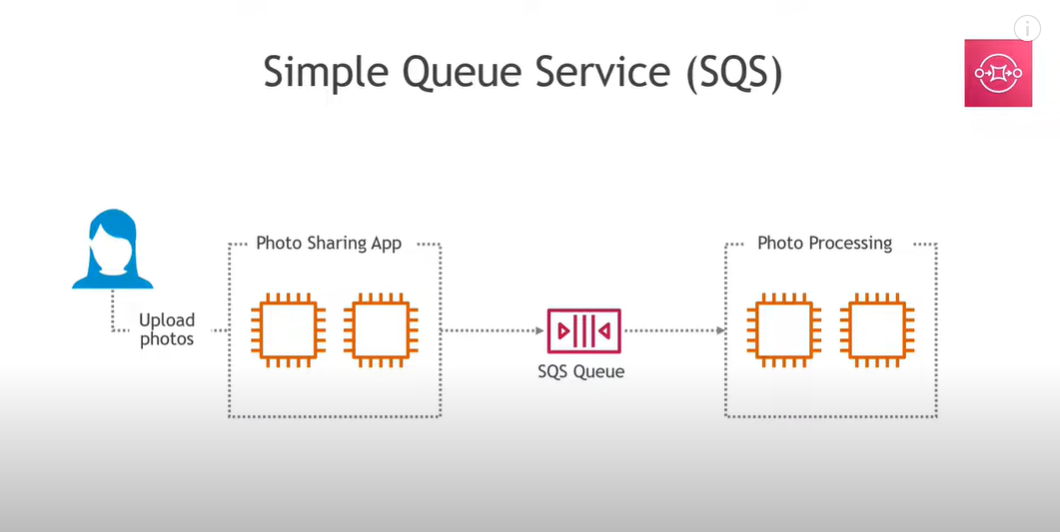 Simple Queue Service (SQS)
Photo Sharing App
Photo Processing
Upload
photos
SQS Queue